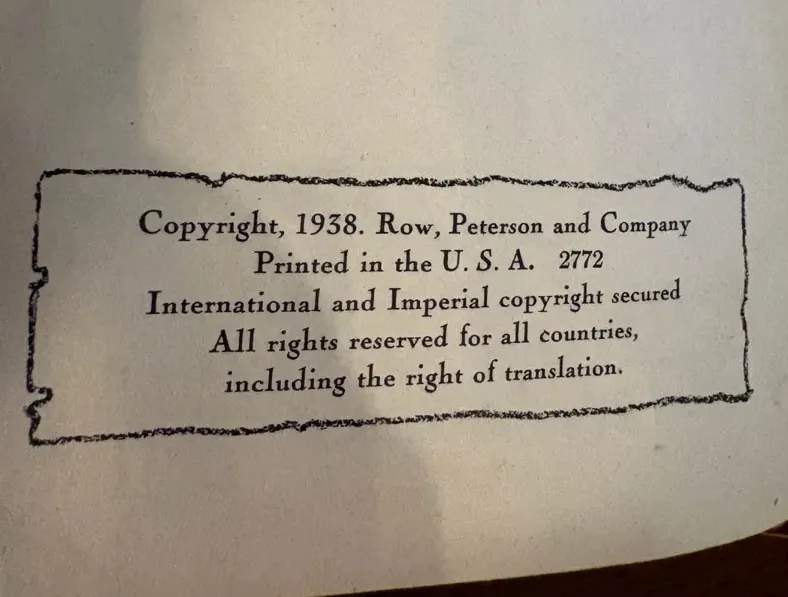 Copyright, 1938. Row, Peterson and Company
Printed in the U. S. A. 2772
International and Imperial copyright secured
All rights reserved for all countries,
including the right of translation.